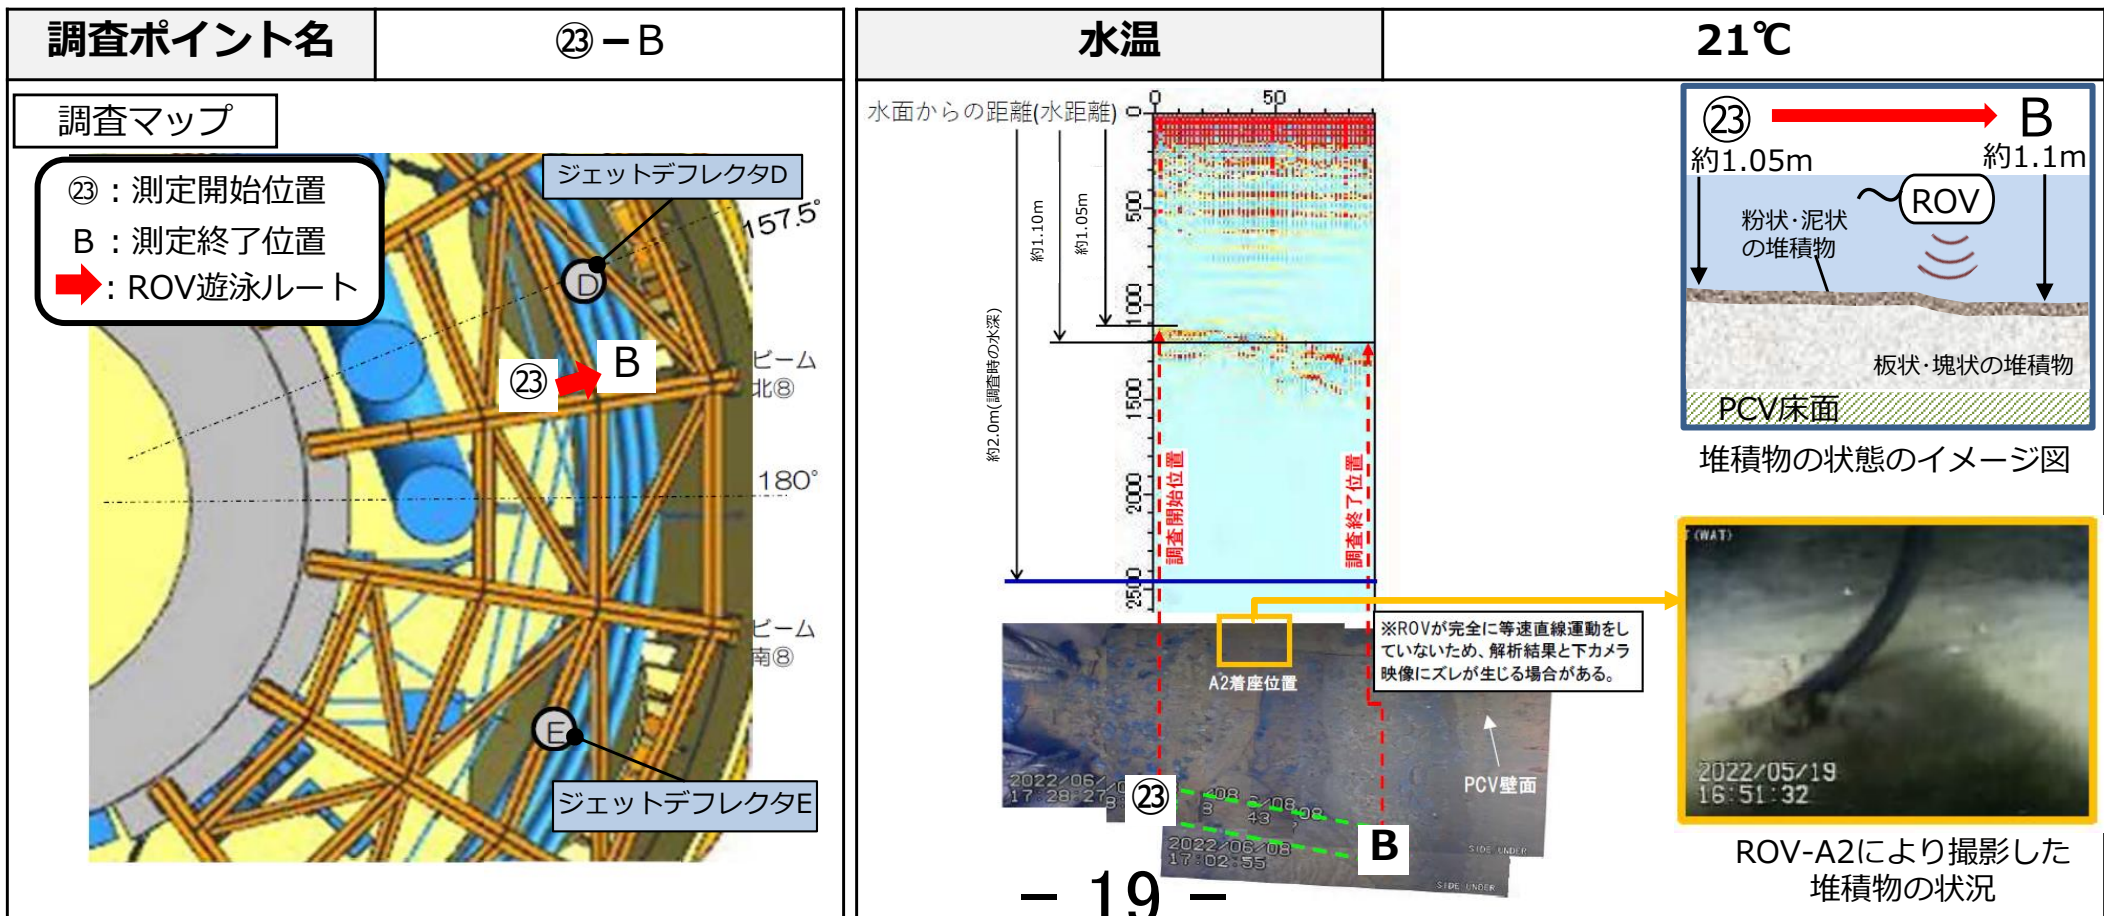 調査ポイント名
㉓－B
調査マップ
㉓：測定開始位置
B：測定終了位置
：ROV遊泳ルート
ジェットデフレクタD
157.5°
D
ビーム
北⑧
㉓
B
180°
ビーム
南⑧
E
ジェットデフレクタE
水温
21℃
水面からの距離(水距離)
0
50
0
500
1000
1500
2000
2500
約1.10m
約1.05m
約2.0m(調査時の水深)
調査開始位置
調査終了位置
㉓
B
約1.05m
約1.1m
ROV
粉状・泥状
の堆積物
板状・塊状の堆積物
PCV床面
堆積物の状態のイメージ図
※ROVが完全に等速直線運動をし
ていないため、解析結果と下カメラ
映像にズレが生じる場合がある。
A2着座位置
PCV壁面
2022/06/
17:28:27
㉓
B
2022/06/08
17:02:55
SIDE UNDER
SIDE UNDER
(WAT)
2022/05/19
16:51:32
ROV-A2により撮影した
堆積物の状況
－ 19 －